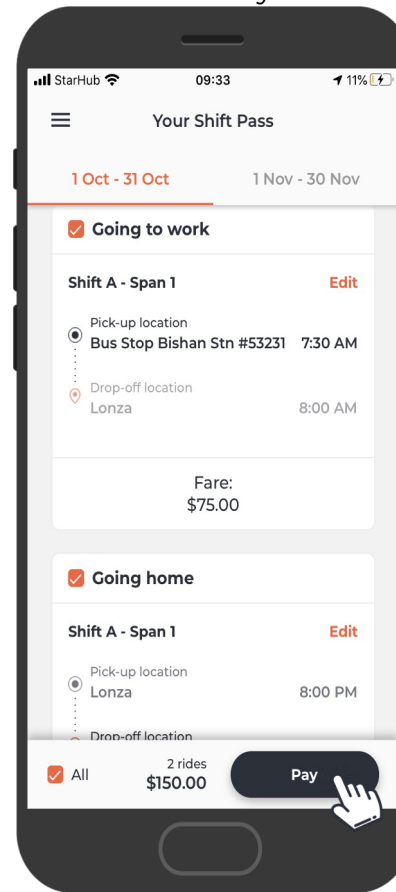 StarHub 09:33 11%
Your Shift Pass
1 Oct - 31 Oct 1 Nov - 30 Nov
Going to work
Shift A - Span 1 Edit
Pick-up location
Bus Stop Bishan Stn #53231 7:30 AM
Drop-off location
Lonza 8:00 AM
Fare:
$75.00
Going home
Shift A - Span 1 Edit
Pick-up location
Lonza 8:00 PM
Drop-off location
All 2 rides Pay
$150.00